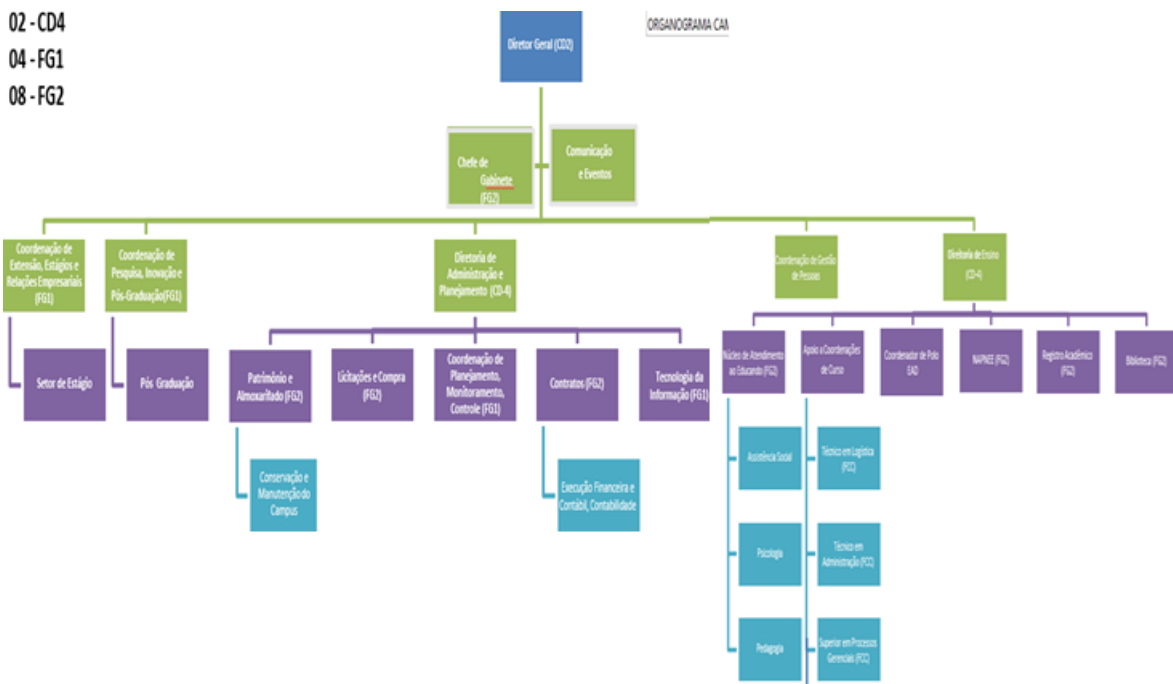 02 - CD4
04 - FG1
08 - FG2
Diretor Geral (CD2)
ORGANOGRAMA CAM
Chefe de
Gabinete
(FG2)
Comunicação
e Eventos
Coordenação de
Extensão, Estágios e
Relações Empresariais
(FG1)
Coordenação de
Pesquisa, Inovação e
Pós-Graduação(FG1)
Diretoria de
Administração e
Planejamento (CD-4)
Coordenação de Gestão
de Pessoas
Diretoria de Ensino
(CD-4)
Setor de Estágio
Pós Graduação
Patrimônio e
Almoxarifado (FG2)
Licitações e Compra
(FG2)
Coordenação de
Planejamento,
Monitoramento,
Controle (FG1)
Contratos (FG2)
Tecnologia da
Informação (FG1)
Núcleo de Atendimento
ao Educando (FG2)
Apoio a Coordenações
de Curso
Coordenador de Polo
EAD
NAPNEE (FG2)
Registro Acadêmico
(FG2)
Biblioteca (FG2)
Conservação e
Manutenção do
Campus
Execução Financeira e
Contábil, Contabilidade
Assistência Social
Técnico em Logística
(FCC)
Psicologia
Técnico em
Administração (FCC)
Pedagogia
Superior em Processos
Gerenciais (FCC)